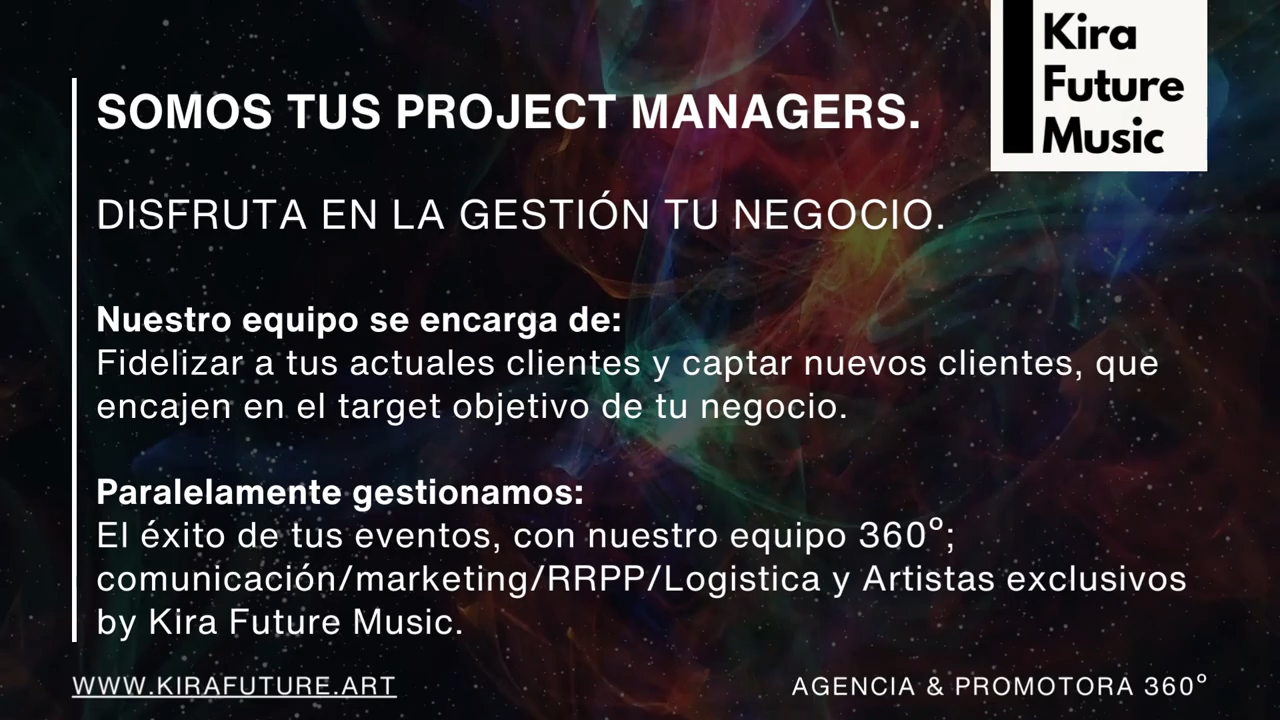 Kira
Future
Music
SOMOS TUS PROJECT MANAGERS.
DISFRUTA EN LA GESTIÓN TU NEGOCIO.
Nuestro equipo se encarga de:
Fidelizar a tus actuales clientes y captar nuevos clientes, que
encajen en el target objetivo de tu negocio.
Paralelamente gestionamos:
El éxito de tus eventos, con nuestro equipo 360º;
comunicación/marketing/RRPP/Logistica y Artistas exclusivos
by Kira Future Music.
WWW.KIRAFUTURE.ART
AGENCIA & PROMOTORA 360º